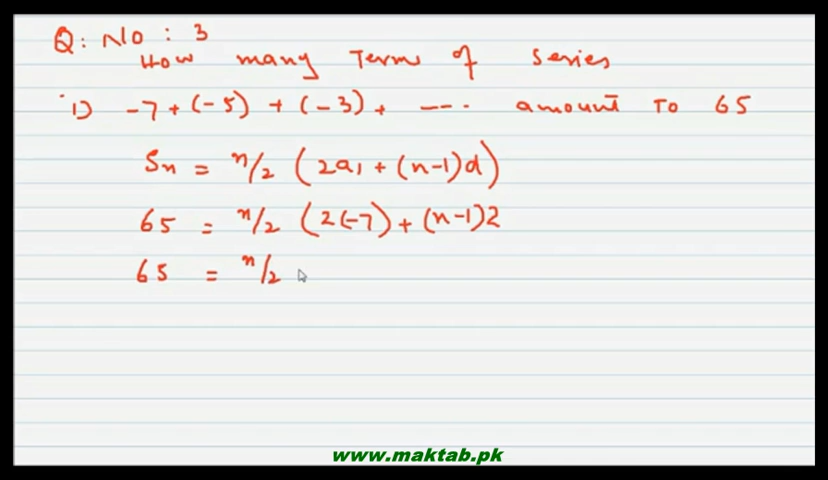 Q: No: 3
How many Term of series
i) -7 + (-5) + (-3) + ---- amount to 65
Sn = n/2 (2a1 + (n-1)d)
65 = n/2 (2(-7) + (n-1)2
65 = n/2
www.maktab.pk